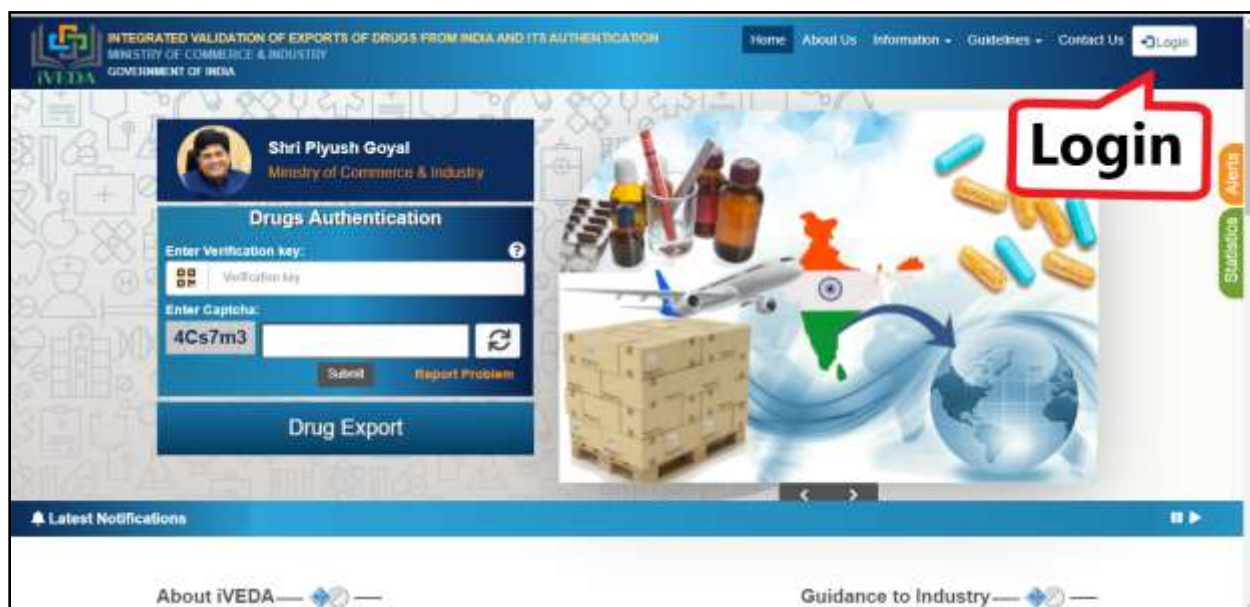 INTEGRATED VALIDATION OF EXPORTS OF DRUGS FROM INDIA AND ITS AUTHENTICATION
MINISTRY OF COMMERCE & INDUSTRY
GOVERNMENT OF INDIA
iVEDA
Home About Us Information Guidelines Contact Us Login
Login
Shri Piyush Goyal
Ministry of Commerce & Industry
Drugs Authentication
Enter Verification key:
Verification key
Enter Captcha:
4Cs7m3
Submit Report Problem
Drug Export
Alerts
Statistics
Latest Notifications
About iVEDA
Guidance to Industry